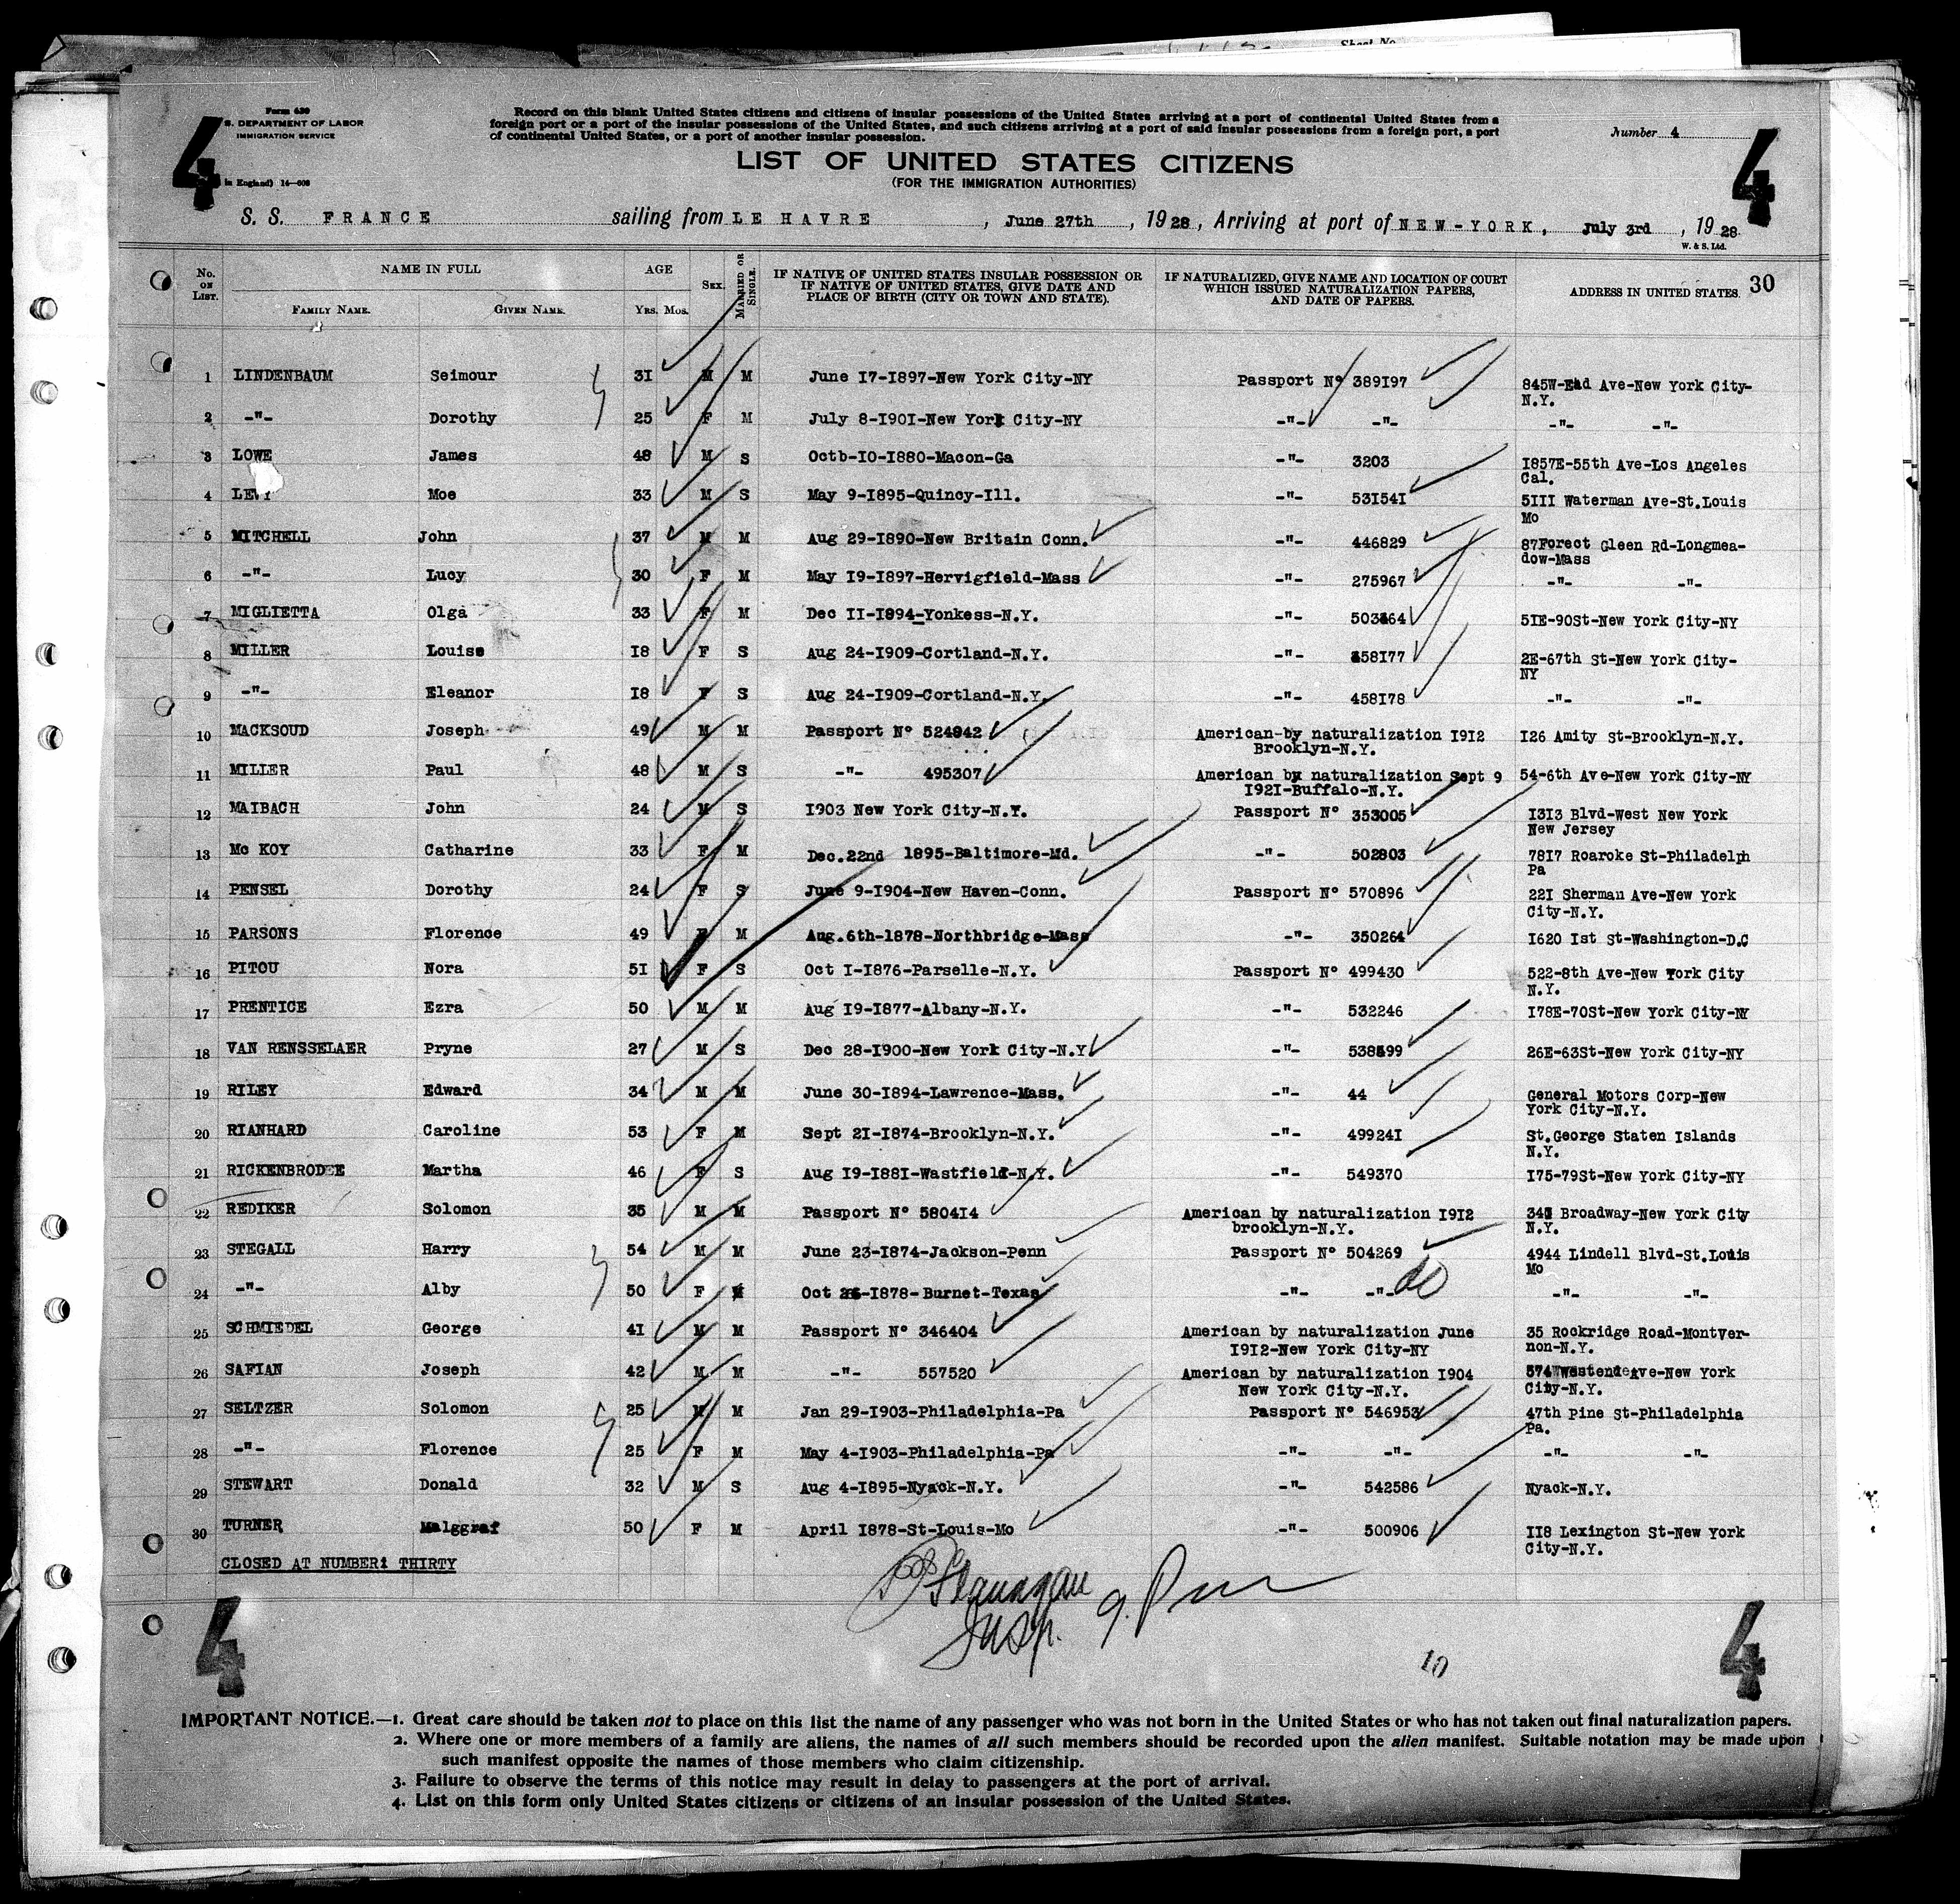 Sheet No.
4
Form 630
S. DEPARTMENT OF LABOR
IMMIGRATION SERVICE
in England) 14—608
Record on this blank United States citizens and citizens of insular possessions of the United States arriving at a port of continental United States from a
foreign port or a port of the insular possessions of the United States, and such citizens arriving at a port of said insular possessions from a foreign port, a port
of continental United States, or a port of another insular possession.
Number 4
4
LIST OF UNITED STATES CITIZENS
(FOR THE IMMIGRATION AUTHORITIES)
S. S. FRANCE sailing from LE HAVRE, June 27th, 1928, Arriving at port of NEW-YORK, July 3rd, 1928
W. & S. Ltd.
No. ON LIST. NAME IN FULL FAMILY NAME. GIVEN NAME. AGE YRS. MOS. SEX. MARRIED OR SINGLE. IF NATIVE OF UNITED STATES INSULAR POSSESSION OR IF NATIVE OF UNITED STATES, GIVE DATE AND PLACE OF BIRTH (CITY OR TOWN AND STATE). IF NATURALIZED, GIVE NAME AND LOCATION OF COURT WHICH ISSUED NATURALIZATION PAPERS, AND DATE OF PAPERS. ADDRESS IN UNITED STATES. 30
1 LINDENBAUM Seimour 31 M M June 17-1897-New York City-NY Passport N° 389197 845W-End Ave-New York City-
N.Y.
2 -"- Dorothy 25 F M July 8-1901-New York City-NY -"- -"- -"- -"-
3 LOWE James 48 M S Octb-10-1880-Macon-Ga -"- 3203 1857E-55th Ave-Los Angeles
Cal.
4 LEVY Moe 33 M S May 9-1895-Quincy-Ill. -"- 531541 5111 Waterman Ave-St.Louis
Mo
5 MITCHELL John 37 M M Aug 29-1890-New Britain Conn. -"- 446829 87Forect Gleen Rd-Longmea-
dow-Mass
6 -"- Lucy 30 F M May 19-1897-Hervigfield-Mass -"- 275967 -"- -"-
7 MIGLIETTA Olga 33 F M Dec 11-1894-Yonkess-N.Y. -"- 503464 51E-90St-New York City-NY
8 MILLER Louise 18 F S Aug 24-1909-Cortland-N.Y. -"- 458177 2E-67th St-New York City-
NY
9 -"- Eleanor 18 F S Aug 24-1909-Cortland-N.Y. -"- 458178 -"- -"-
10 MACKSOUD Joseph 49 M M Passport N° 524942 American by naturalization 1912 126 Amity St-Brooklyn-N.Y.
Brooklyn-N.Y.
11 MILLER Paul 48 M S -"- 495307 American by naturalization Sept 9 54-6th Ave-New York City-NY
1921-Buffalo-N.Y.
12 MAIBACH John 24 M S 1903 New York City-N.Y. Passport N° 353005 1313 Blvd-West New York
New Jersey
13 Mc KOY Catharine 33 F M Dec.22nd 1895-Baltimore-Md. -"- 502803 7817 Roaroke St-Philadelph
Pa
14 PENSEL Dorothy 24 F S June 9-1904-New Haven-Conn. Passport N° 570896 221 Sherman Ave-New York
City-N.Y.
15 PARSONS Florence 49 F M Aug.6th-1878-Northbridge-Mass -"- 350264 1620 1st St-Washington-D.C
16 PITOU Nora 51 F S Oct 1-1876-Parselle-N.Y. Passport N° 499430 522-8th Ave-New York City
N.Y.
17 PRENTICE Ezra 50 M M Aug 19-1877-Albany-N.Y. -"- 532246 178E-70St-New York City-NY
18 VAN RENSSELAER Pryne 27 M S Dec 28-1900-New York City-N.Y -"- 538599 26E-63St-New York City-NY
19 RILEY Edward 34 M M June 30-1894-Lawrence-Mass. -"- 44 General Motors Corp-New
York City-N.Y.
20 RIANHARD Caroline 53 F M Sept 21-1874-Brooklyn-N.Y. -"- 499241 St.George Staten Islands
N.Y.
21 RICKENBRODEE Martha 46 F S Aug 19-1881-Wastfield-N.Y. -"- 549370 175-79St-New York City-NY
22 REDIKER Solomon 35 M M Passport N° 580414 American by naturalization 1912 Broadway-New York City
brooklyn-N.Y. N.Y.
23 STEGALL Harry 54 M M June 23-1874-Jackson-Penn Passport N° 504269 4944 Lindell Blvd-St.Louis
Mo
24 -"- Alby 50 F M Oct -1878-Burnet-Texas -"- -"- do -"- -"-
25 SCHMIEDEL George 41 M M Passport N° 346404 American by naturalization June 35 Rockridge Road-Montver-
1912-New York City-NY non-N.Y.
26 SAFIAN Joseph 42 M M -"- 557520 American by naturalization 1904 574 Westend Ave-New York
New York City-N.Y. City-N.Y.
27 SELTZER Solomon 25 M M Jan 29-1903-Philadelphia-Pa Passport N° 546953 47th Pine St-Philadelphia
Pa.
28 -"- Florence 25 F M May 4-1903-Philadelphia-Pa -"- -"- -"- -"-
29 STEWART Donald 32 M S Aug 4-1895-Nyack-N.Y. -"- 542586 Nyack-N.Y.
30 TURNER Malggraf 50 F M April 1878-St-Louis-Mo -"- 500906 118 Lexington St-New York
City-N.Y.
CLOSED AT NUMBER: THIRTY
Flanagan
Insp.
10
4
4
IMPORTANT NOTICE.—1. Great care should be taken not to place on this list the name of any passenger who was not born in the United States or who has not taken out final naturalization papers.
2. Where one or more members of a family are aliens, the names of all such members should be recorded upon the alien manifest. Suitable notation may be made upon
such manifest opposite the names of those members who claim citizenship.
3. Failure to observe the terms of this notice may result in delay to passengers at the port of arrival.
4. List on this form only United States citizens or citizens of an insular possession of the United States.